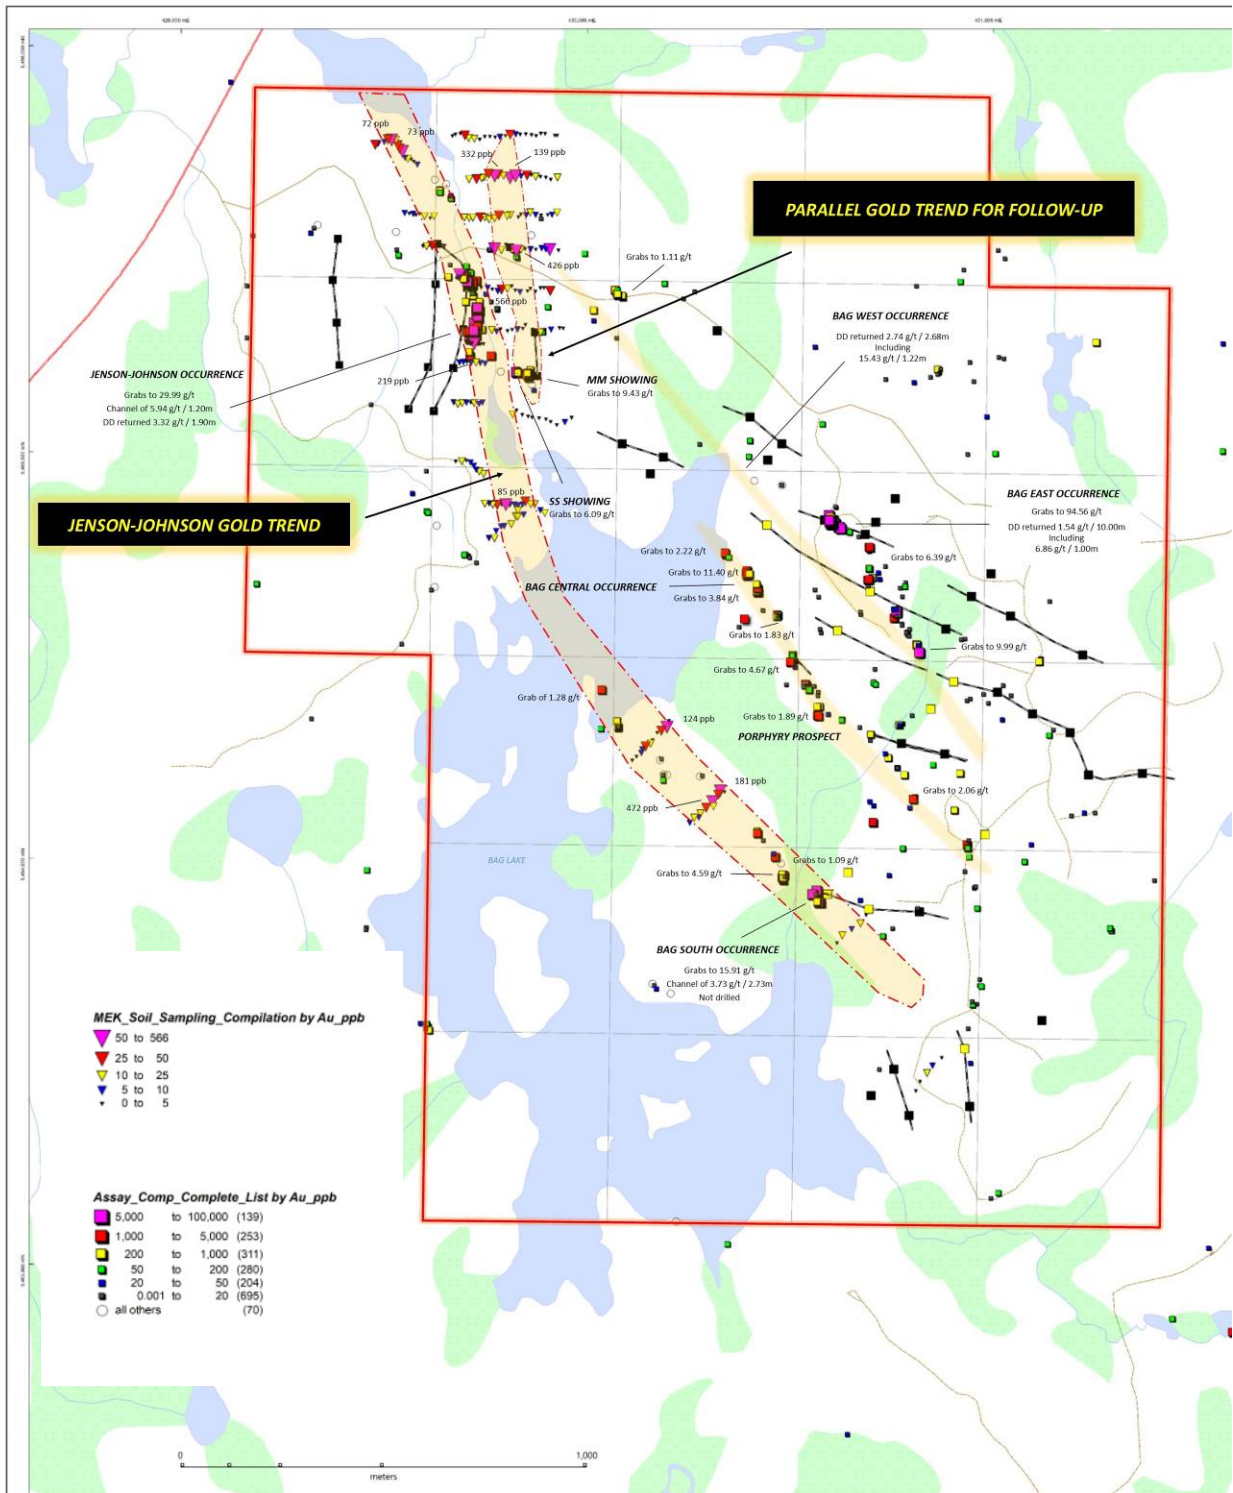 72 ppb
73 ppb
332 ppb
139 ppb
PARALLEL GOLD TREND FOR FOLLOW-UP
426 ppb
Grabs to 1.11 g/t
566 ppb
BAG WEST OCCURRENCE
DD returned 2.74 g/t / 2.68m
Including
15.43 g/t / 1.22m
JENSON-JOHNSON OCCURRENCE
Grabs to 29.99 g/t
Channel of 5.94 g/t / 1.20m
DD returned 3.32 g/t / 1.90m
219 ppb
MM SHOWING
Grabs to 9.43 g/t
85 ppb
SS SHOWING
Grabs to 6.09 g/t
BAG EAST OCCURRENCE
Grabs to 94.56 g/t
DD returned 1.54 g/t / 10.00m
Including
6.86 g/t / 1.00m
JENSON-JOHNSON GOLD TREND
Grabs to 2.22 g/t
Grabs to 6.39 g/t
Grabs to 11.40 g/t
BAG CENTRAL OCCURRENCE
Grabs to 3.84 g/t
Grabs to 1.83 g/t
Grabs to 9.99 g/t
Grabs to 4.67 g/t
Grab of 1.28 g/t
Grabs to 1.89 g/t
124 ppb
PORPHYRY PROSPECT
181 ppb
472 ppb
Grabs to 2.06 g/t
BAG LAKE
Grabs to 1.09 g/t
Grabs to 4.59 g/t
BAG SOUTH OCCURRENCE
Grabs to 15.91 g/t
Channel of 3.73 g/t / 2.73m
Not drilled
MEK_Soil_Sampling_Compilation by Au_ppb
50 to 566
25 to 50
10 to 25
5 to 10
0 to 5
Assay_Comp_Complete_List by Au_ppb
5,000 to 100,000 (139)
1,000 to 5,000 (253)
200 to 1,000 (311)
50 to 200 (280)
20 to 50 (204)
0.001 to 20 (695)
all others (70)
0 1,000
meters